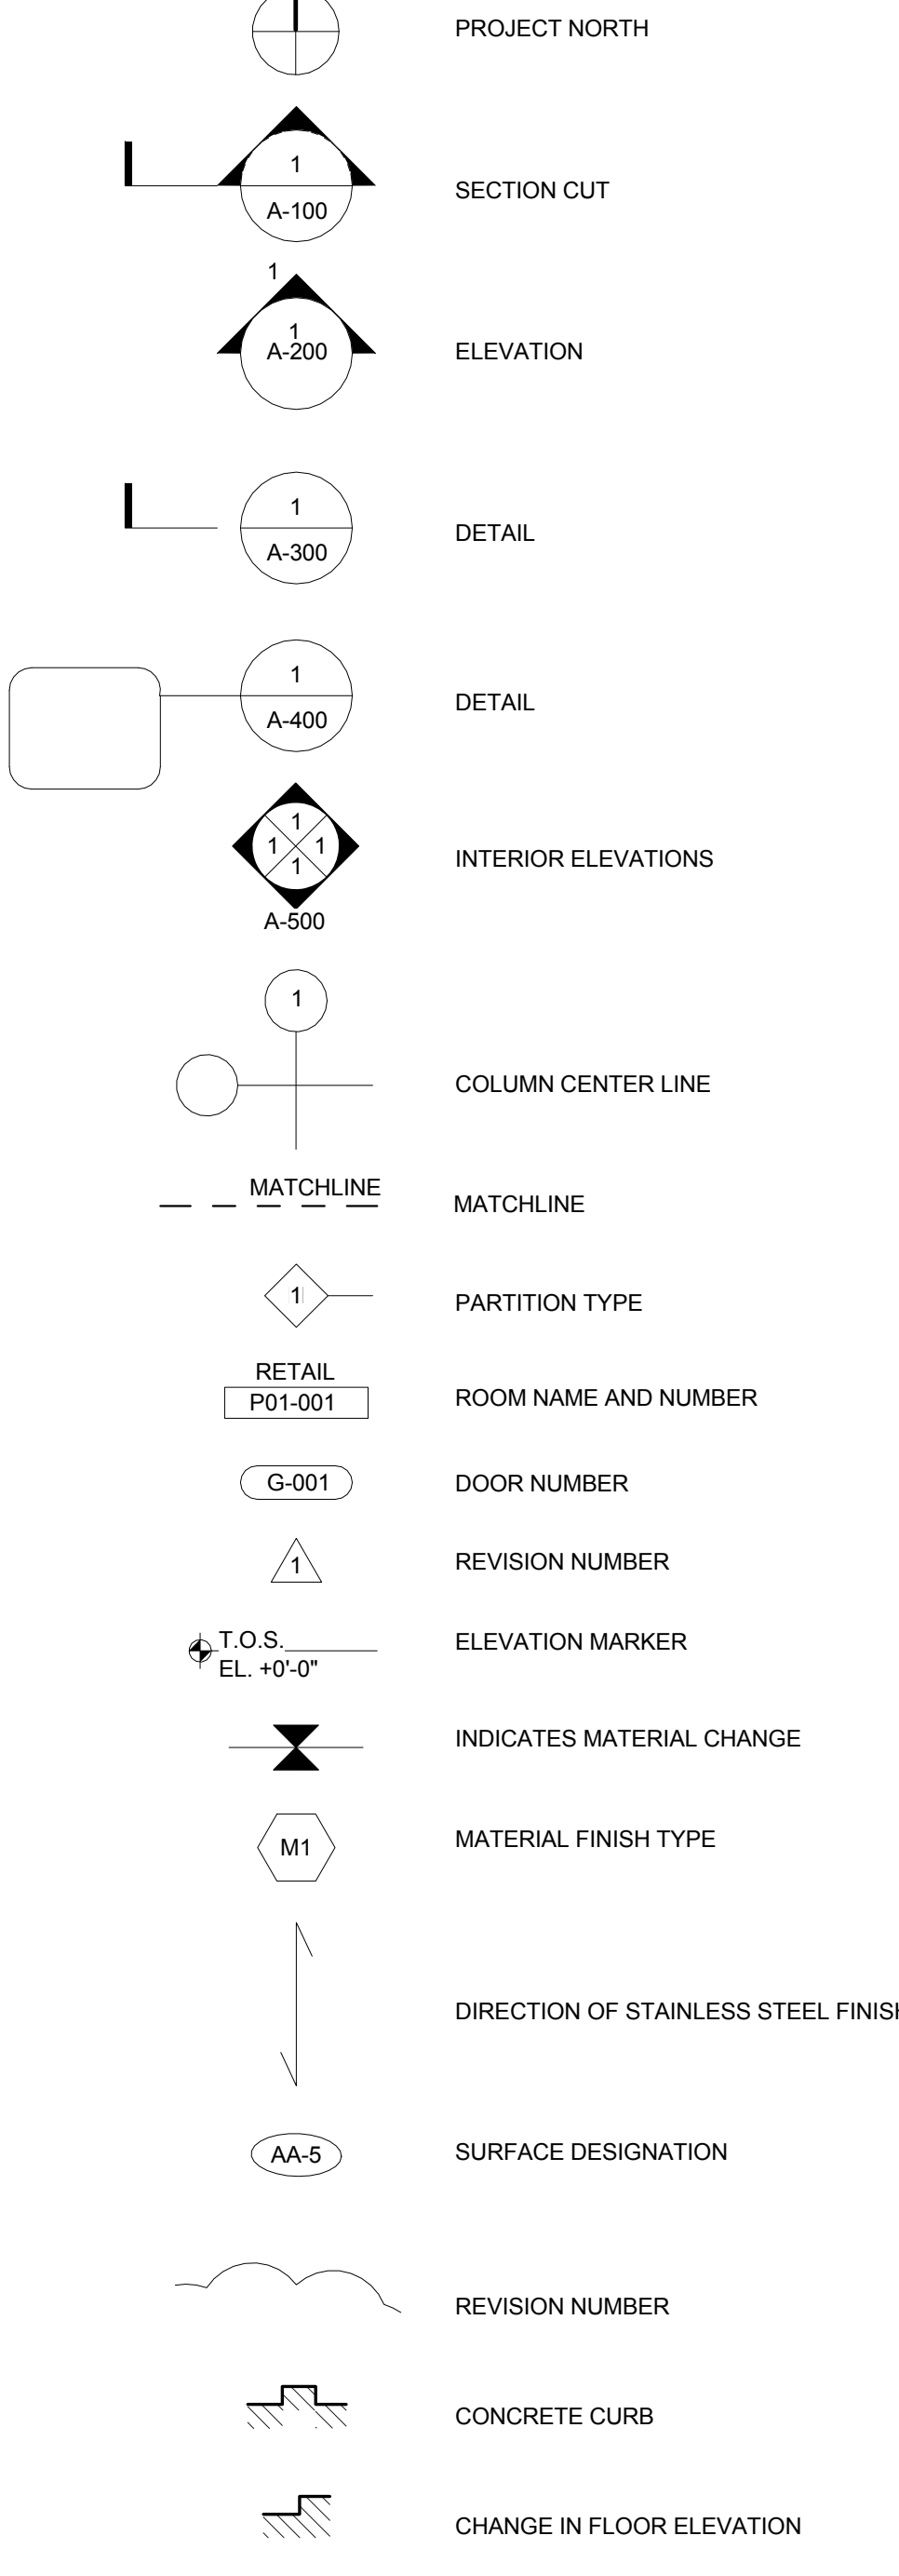 PROJECT NORTH
1
A-100
SECTION CUT
1
1
A-200
ELEVATION
1
A-300
DETAIL
1
A-400
DETAIL
1
1 1
1
A-500
INTERIOR ELEVATIONS
1
COLUMN CENTER LINE
MATCHLINE
MATCHLINE
1
PARTITION TYPE
RETAIL
P01-001
ROOM NAME AND NUMBER
G-001
DOOR NUMBER
1
REVISION NUMBER
T.O.S.
EL. +0'-0"
ELEVATION MARKER
INDICATES MATERIAL CHANGE
M1
MATERIAL FINISH TYPE
DIRECTION OF STAINLESS STEEL FINISH
AA-5
SURFACE DESIGNATION
REVISION NUMBER
CONCRETE CURB
CHANGE IN FLOOR ELEVATION